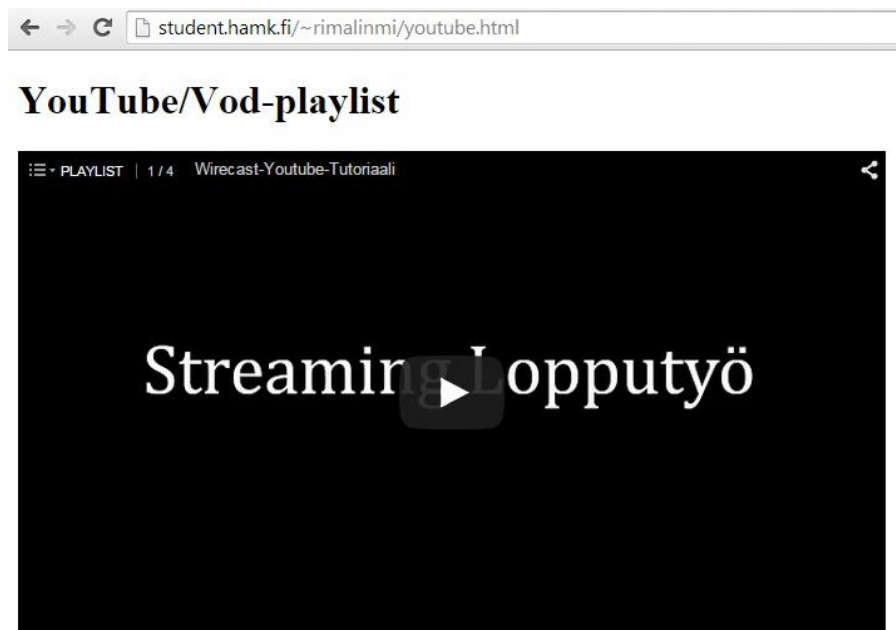 student.hamk.fi/~rimalinmi/youtube.html
YouTube/Vod-playlist
PLAYLIST | 1/4 Wirecast-Youtube-Tutoriaali
Streaming Lopputyö